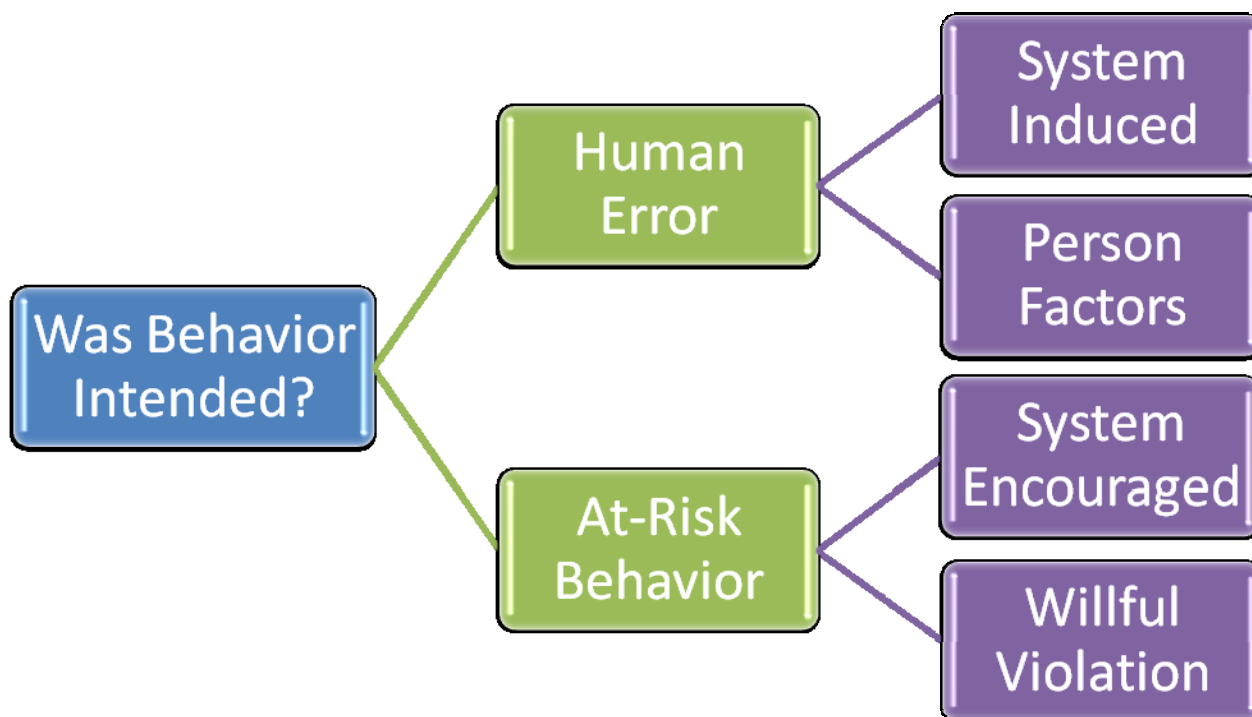 Was Behavior
Intended?
Human
Error
At-Risk
Behavior
System
Induced
Person
Factors
System
Encouraged
Willful
Violation